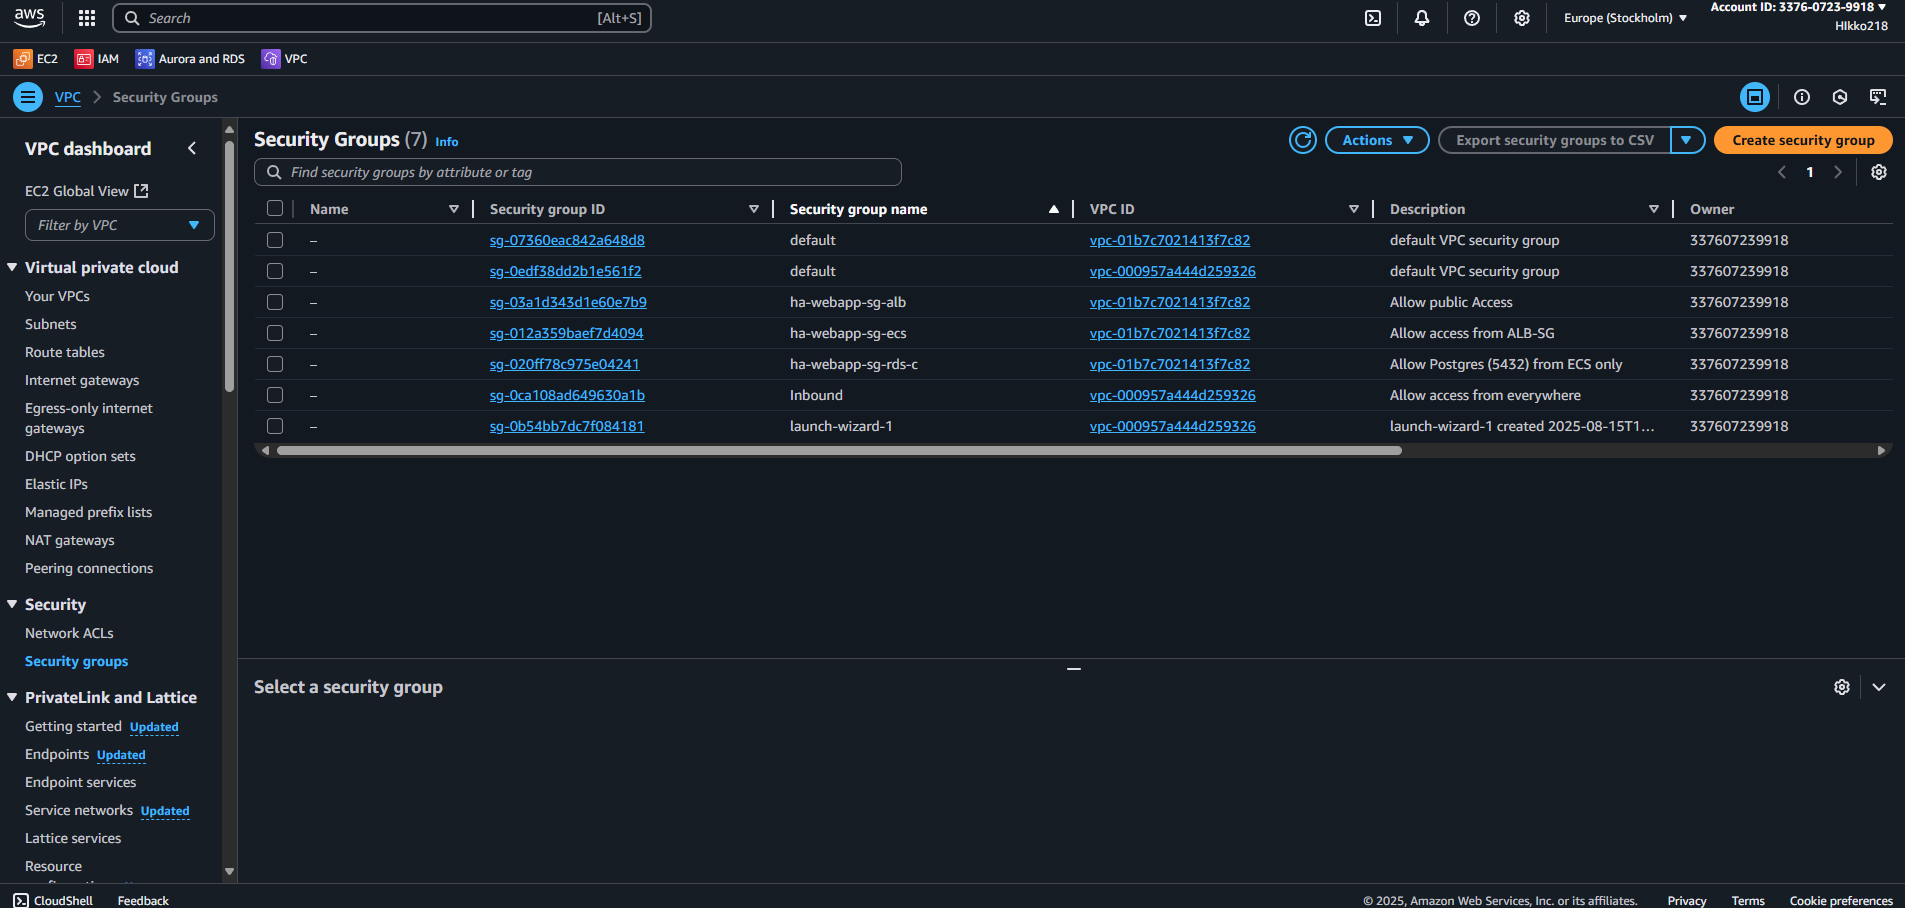 aws
Search [Alt+S]
Europe (Stockholm)
Account ID: 3376-0723-9918
HIkko218
EC2 IAM Aurora and RDS VPC
VPC Security Groups
VPC dashboard
EC2 Global View
Filter by VPC
Virtual private cloud
Your VPCs
Subnets
Route tables
Internet gateways
Egress-only internet
gateways
DHCP option sets
Elastic IPs
Managed prefix lists
NAT gateways
Peering connections
Security
Network ACLs
Security groups
PrivateLink and Lattice
Getting started Updated
Endpoints Updated
Endpoint services
Service networks Updated
Lattice services
Resource
Security Groups (7) Info
Actions Export security groups to CSV Create security group
Find security groups by attribute or tag
1
Name Security group ID Security group name VPC ID Description Owner
– sg-07360eac842a648d8 default vpc-01b7c7021413f7c82 default VPC security group 337607239918
– sg-0edf38dd2b1e561f2 default vpc-000957a444d259326 default VPC security group 337607239918
– sg-03a1d343d1e60e7b9 ha-webapp-sg-alb vpc-01b7c7021413f7c82 Allow public Access 337607239918
– sg-012a359baef7d4094 ha-webapp-sg-ecs vpc-01b7c7021413f7c82 Allow access from ALB-SG 337607239918
– sg-020ff78c975e04241 ha-webapp-sg-rds-c vpc-01b7c7021413f7c82 Allow Postgres (5432) from ECS only 337607239918
– sg-0ca108ad649630a1b Inbound vpc-000957a444d259326 Allow access from everywhere 337607239918
– sg-0b54bb7dc7f084181 launch-wizard-1 vpc-000957a444d259326 launch-wizard-1 created 2025-08-15T1... 337607239918
Select a security group
CloudShell Feedback
© 2025, Amazon Web Services, Inc. or its affiliates. Privacy Terms Cookie preferences